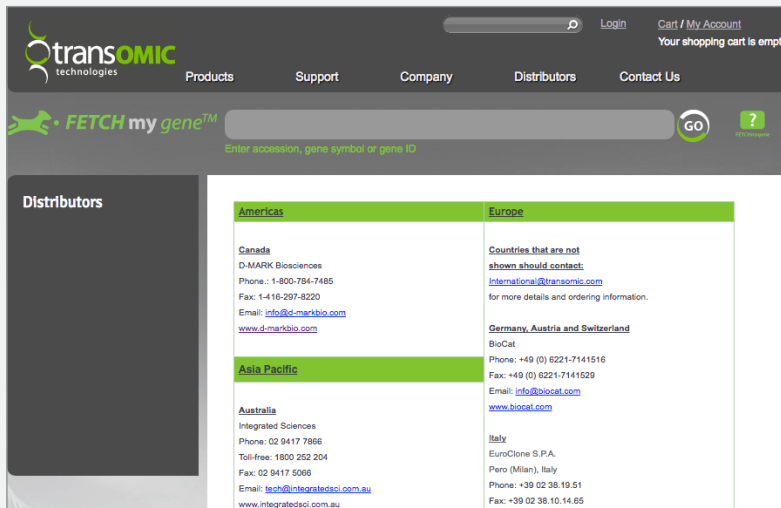 transOMIC
technologies
Login
Cart / My Account
Your shopping cart is empt
Products
Support
Company
Distributors
Contact Us
FETCH my gene™
GO
?
Enter accession, gene symbol or gene ID
Distributors
Americas
Canada
D-MARK Biosciences
Phone.: 1-800-784-7485
Fax: 1-416-297-8220
Email: info@d-markbio.com
www.d-markbio.com
Asia Pacific
Australia
Integrated Sciences
Phone: 02 9417 7866
Toll-free: 1800 252 204
Fax: 02 9417 5066
Email: tech@integratedsci.com.au
www.integratedsci.com.au
Europe
Countries that are not
shown should contact:
International@transomic.com
for more details and ordering information.
Germany, Austria and Switzerland
BioCat
Phone: +49 (0) 6221-7141516
Fax: +49 (0) 6221-7141529
Email: info@biocat.com
www.biocat.com
Italy
EuroClone S.P.A.
Pero (Milan), Italy
Phone: +39 02 38.19.51
Fax: +39 02 38.10.14.65